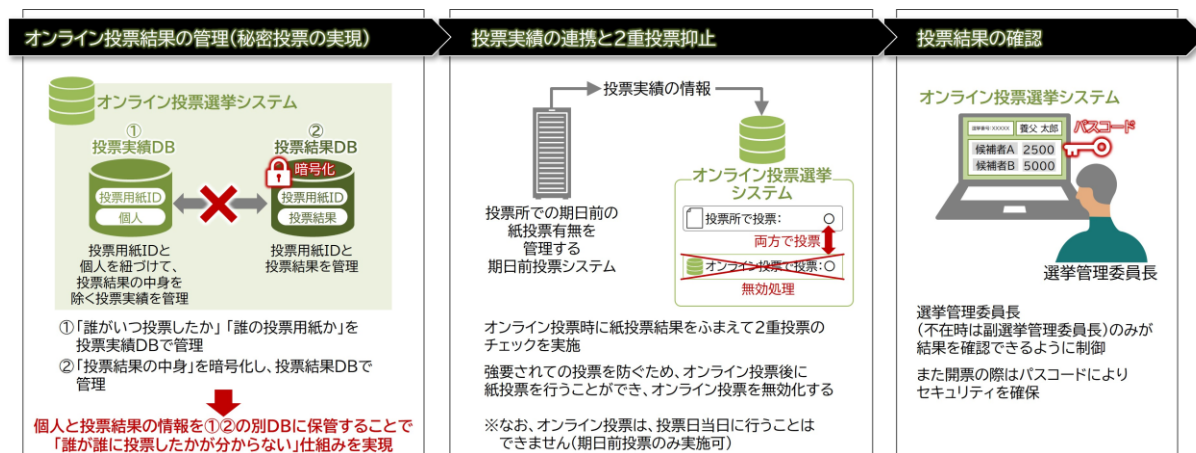 オンライン投票結果の管理(秘密投票の実現)
オンライン投票選挙システム
①
投票実績DB
投票用紙ID
個人
投票用紙IDと
個人を紐づけて、
投票結果の中身を
除く投票実績を管理
②
投票結果DB
暗号化
投票用紙ID
投票結果
投票用紙IDと
投票結果を管理
①「誰がいつ投票したか」「誰の投票用紙か」を
投票実績DBで管理
②「投票結果の中身」を暗号化し、投票結果DBで
管理
個人と投票結果の情報を①②の別DBに保管することで
「誰が誰に投票したかが分からない」仕組みを実現
投票実績の連携と2重投票抑止
投票実績の情報
投票所での期日前の
紙投票有無を
管理する
期日前投票システム
オンライン投票選挙
システム
投票所で投票: ○
両方で投票
オンライン投票で投票:○
無効処理
オンライン投票時に紙投票結果をふまえて2重投票の
チェックを実施
強要されての投票を防ぐため、オンライン投票後に
紙投票を行うことができ、オンライン投票を無効化する
※なお、オンライン投票は、投票日当日に行うことは
できません(期日前投票のみ実施可)
投票結果の確認
オンライン投票選挙システム
選挙番号:XXXXX 養父 太郎
パスコード
候補者A 2500
候補者B 5000
選挙管理委員長
選挙管理委員長
(不在時は副選挙管理委員長)のみが
結果を確認できるように制御
また開票の際はパスコードにより
セキュリティを確保